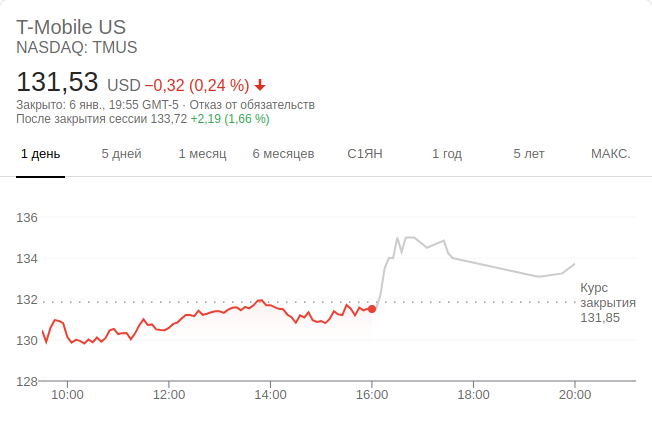 T-Mobile US
NASDAQ: TMUS
131,53 USD −0,32 (0,24 %)
Закрыто: 6 янв., 19:55 GMT-5 · Отказ от обязательств
После закрытия сессии 133,72 +2,19 (1,66 %)
1 день 5 дней 1 месяц 6 месяцев С1ЯН 1 год 5 лет МАКС.
136
134
132
130
128
Курс
закрытия
131,85
10:00 12:00 14:00 16:00 18:00 20:00